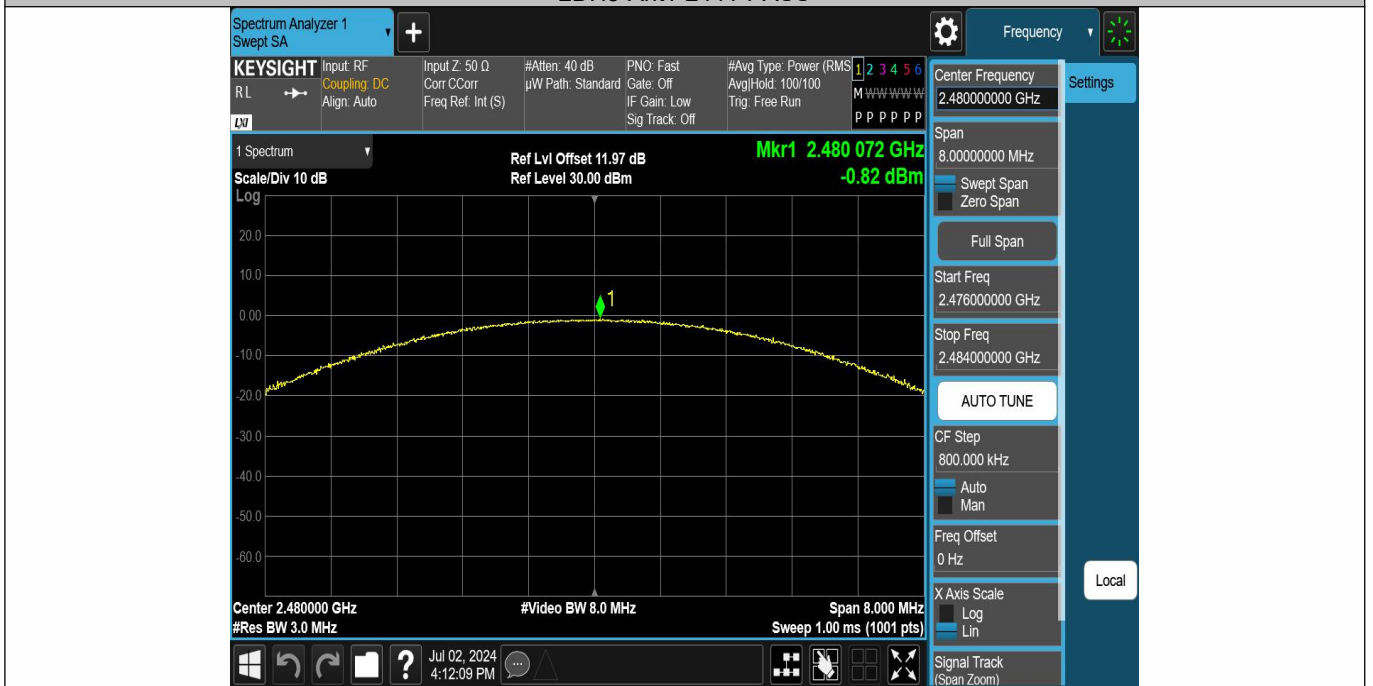 Spectrum Analyzer 1
Swept SA
+
Frequency
KEYSIGHT
RL
LXI
Input: RF
Coupling: DC
Align: Auto
Input Z: 50 Ω
Corr CCorr
Freq Ref: Int (S)
#Atten: 40 dB
µW Path: Standard
PNO: Fast
Gate: Off
IF Gain: Low
Sig Track: Off
#Avg Type: Power (RMS
Avg|Hold: 100/100
Trig: Free Run
1 2 3 4 5 6
M W W W W W
P P P P P P
1 Spectrum
Scale/Div 10 dB
Log
Ref Lvl Offset 11.97 dB
Ref Level 30.00 dBm
Mkr1 2.480 072 GHz
-0.82 dBm
20.0
10.0
1
0.00
-10.0
-20.0
-30.0
-40.0
-50.0
-60.0
Center 2.480000 GHz
#Res BW 3.0 MHz
#Video BW 8.0 MHz
Span 8.000 MHz
Sweep 1.00 ms (1001 pts)
Center Frequency
2.480000000 GHz
Settings
Span
8.00000000 MHz
Swept Span
Zero Span
Full Span
Start Freq
2.476000000 GHz
Stop Freq
2.484000000 GHz
AUTO TUNE
CF Step
800.000 kHz
Auto
Man
Freq Offset
0 Hz
Local
X Axis Scale
Log
Lin
Signal Track
(Span Zoom)
?
Jul 02, 2024
4:12:09 PM